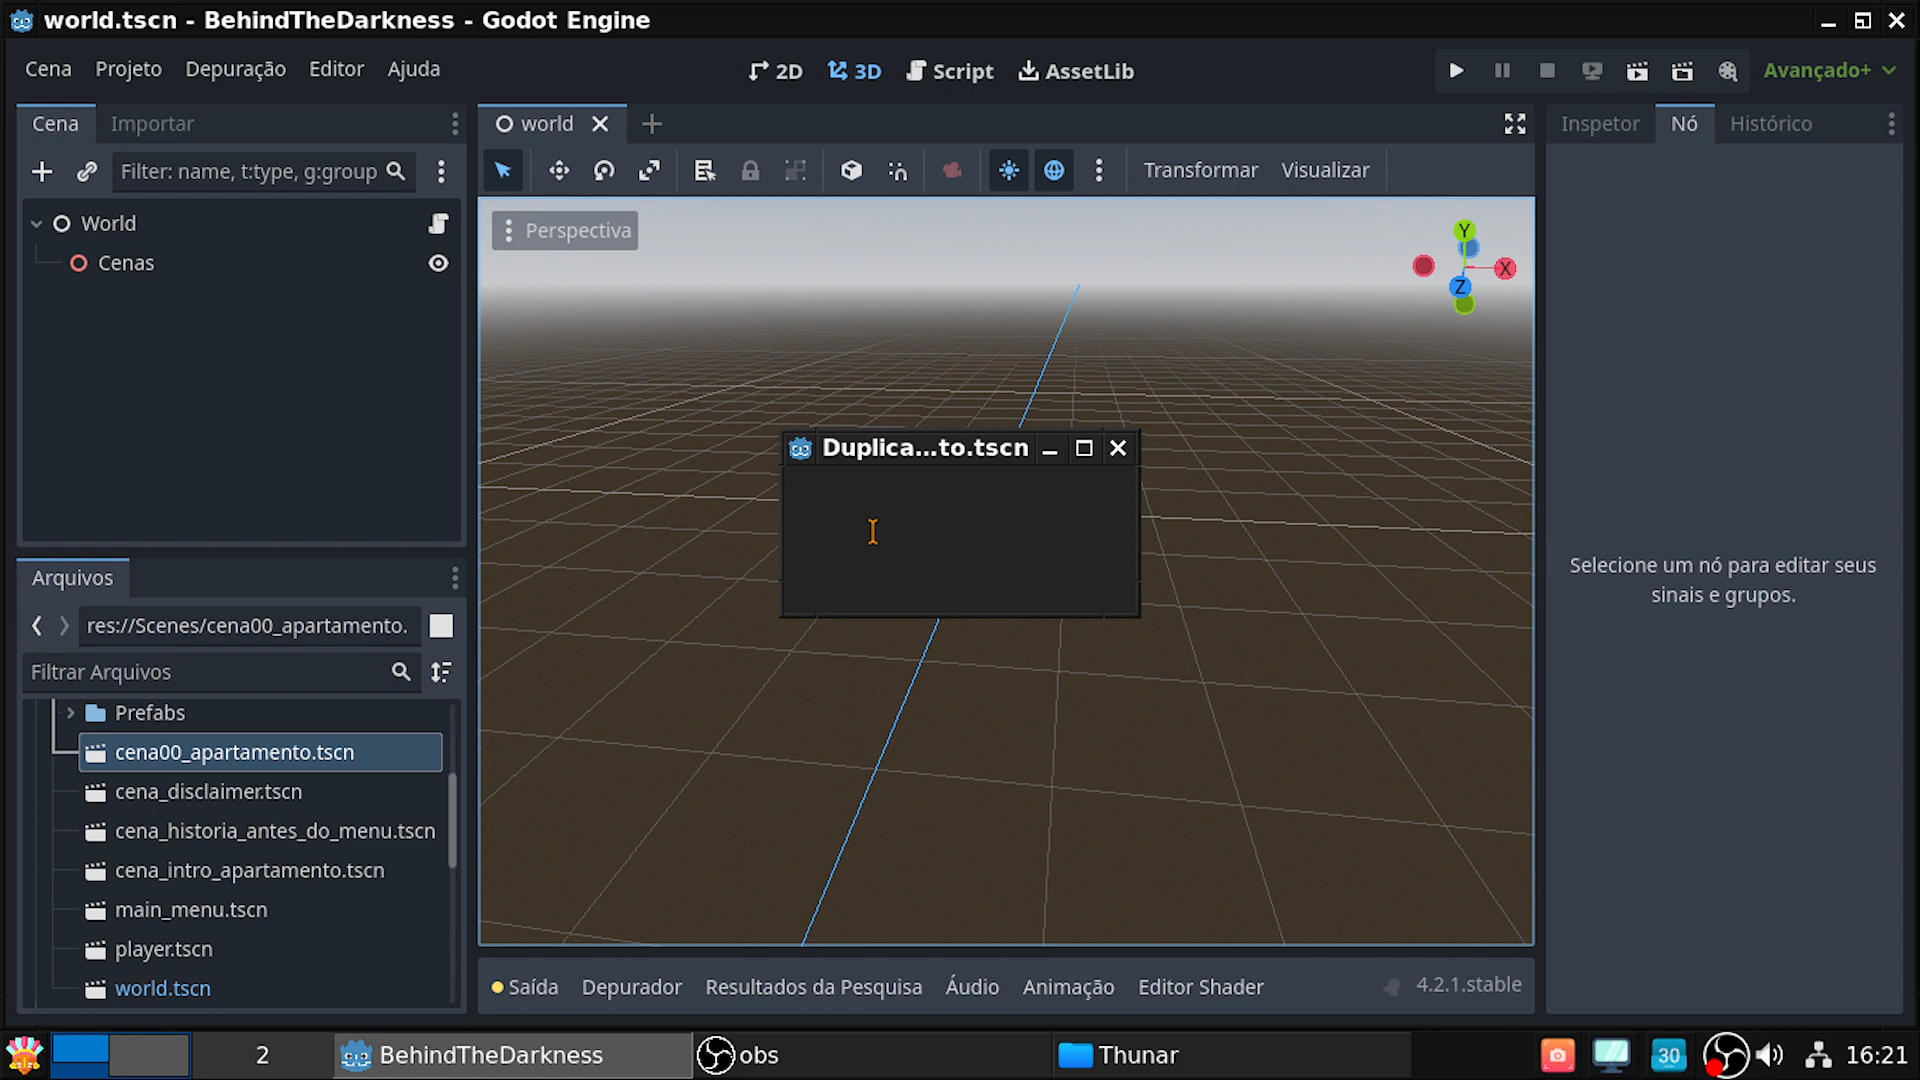 world.tscn - BehindTheDarkness - Godot Engine
Cena Projeto Depuração Editor Ajuda
2D 3D Script AssetLib
Avançado+
Cena Importar
world
Inspetor Nó Histórico
Filter: name, t:type, g:group
Transformar Visualizar
World
Cenas
Perspectiva
Y
X
Z
Duplica...to.tscn
Selecione um nó para editar seus
sinais e grupos.
Arquivos
res://Scenes/cena00_apartamento.
Filtrar Arquivos
Prefabs
cena00_apartamento.tscn
cena_disclaimer.tscn
cena_historia_antes_do_menu.tscn
cena_intro_apartamento.tscn
main_menu.tscn
player.tscn
world.tscn
Saída Depurador Resultados da Pesquisa Áudio Animação Editor Shader
4.2.1.stable
2 BehindTheDarkness obs Thunar 30 16:21